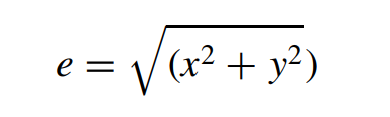 e = √(x² + y²)